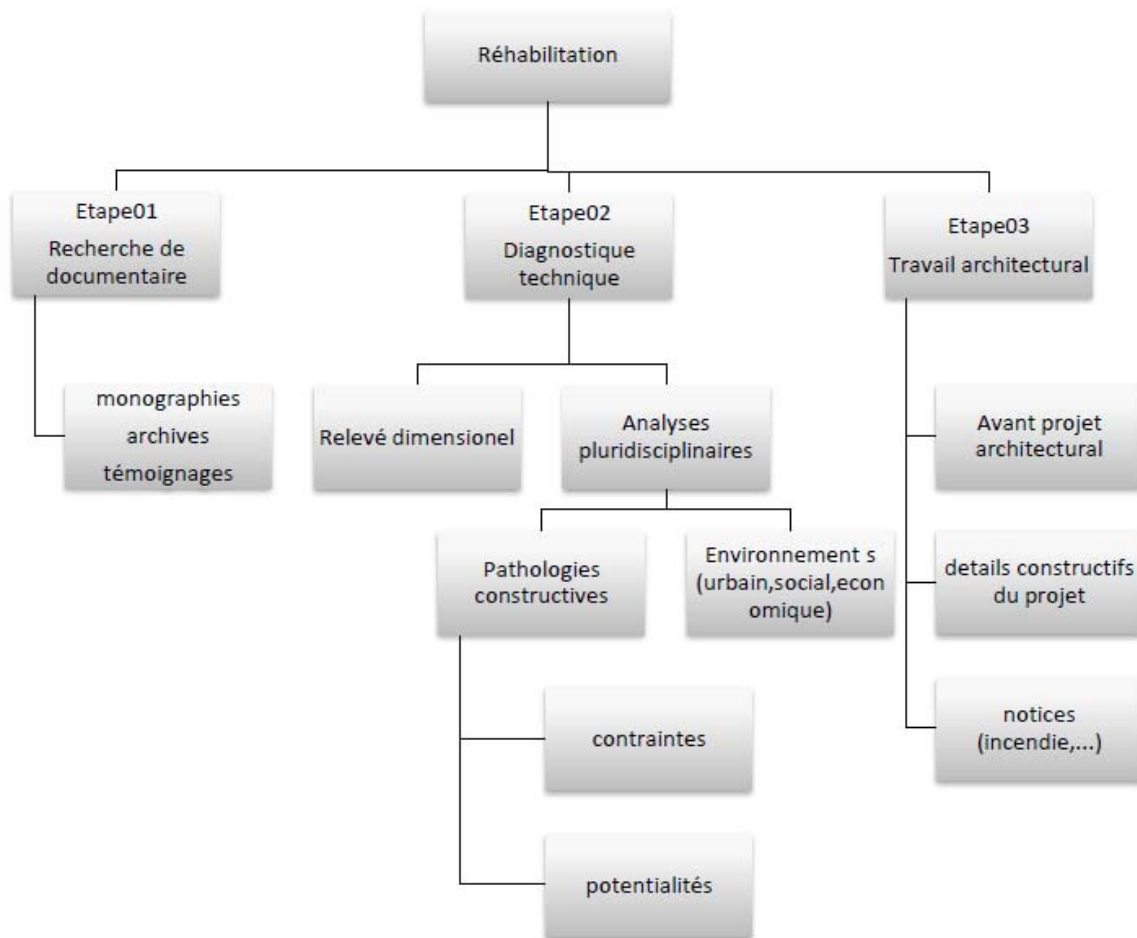 Réhabilitation
Etape01
Recherche de
documentaire
Etape02
Diagnostique
technique
Etape03
Travail architectural
monographies
archives
témoignages
Relevé dimensionel
Analyses
pluridisciplinaires
Avant projet
architectural
Pathologies
constructives
Environnement s
(urbain,social,econ
omique)
details constructifs
du projet
contraintes
notices
(incendie,...)
potentialités